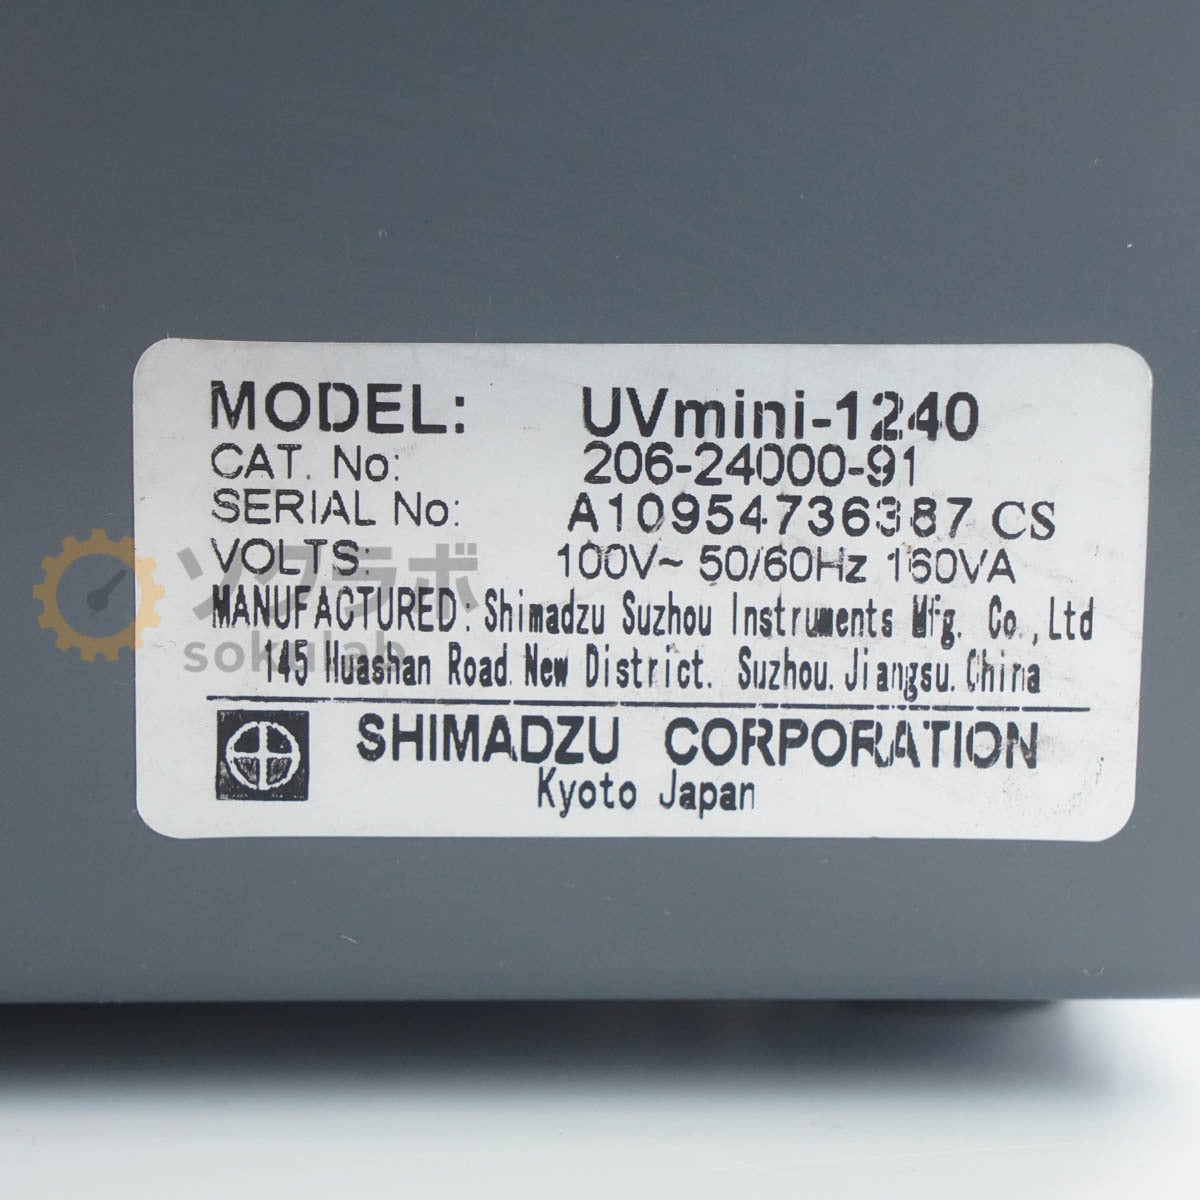 MODEL: UVmini-1240
CAT. No: 206-24000-91
SERIAL No: A10954736387 CS
VOLTS: 100V~ 50/60Hz 160VA
ソクラボ
MANUFACTURED: Shimadzu Suzhou Instruments Mfg. Co.,Ltd
sokulab
145 Huashan Road. New District. Suzhou. Jiangsu. China
SHIMADZU CORPORATION
Kyoto Japan